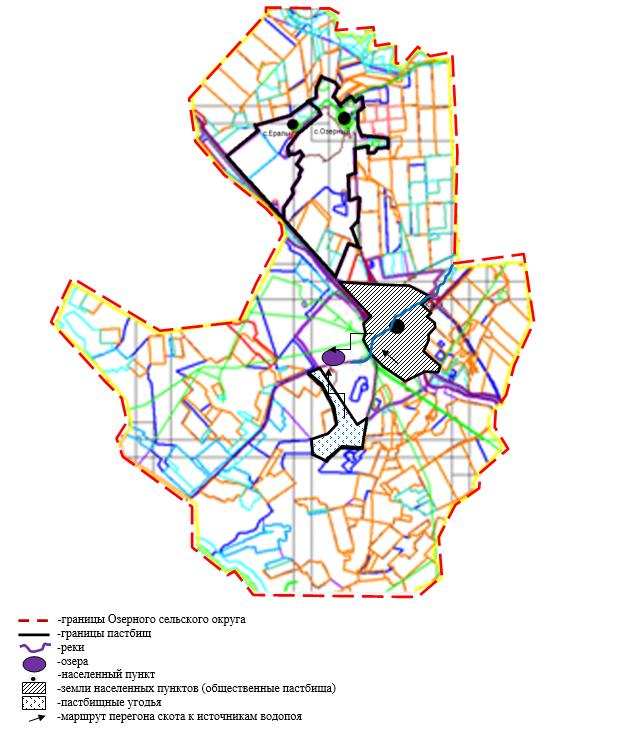 с.Ералы
с.Озерный
-границы Озерного сельского округа
-границы пастбищ
-реки
-озера
-населенный пункт
-земли населенных пунктов (общественные пастбища)
-пастбищные угодья
-маршрут перегона скота к источникам водопоя